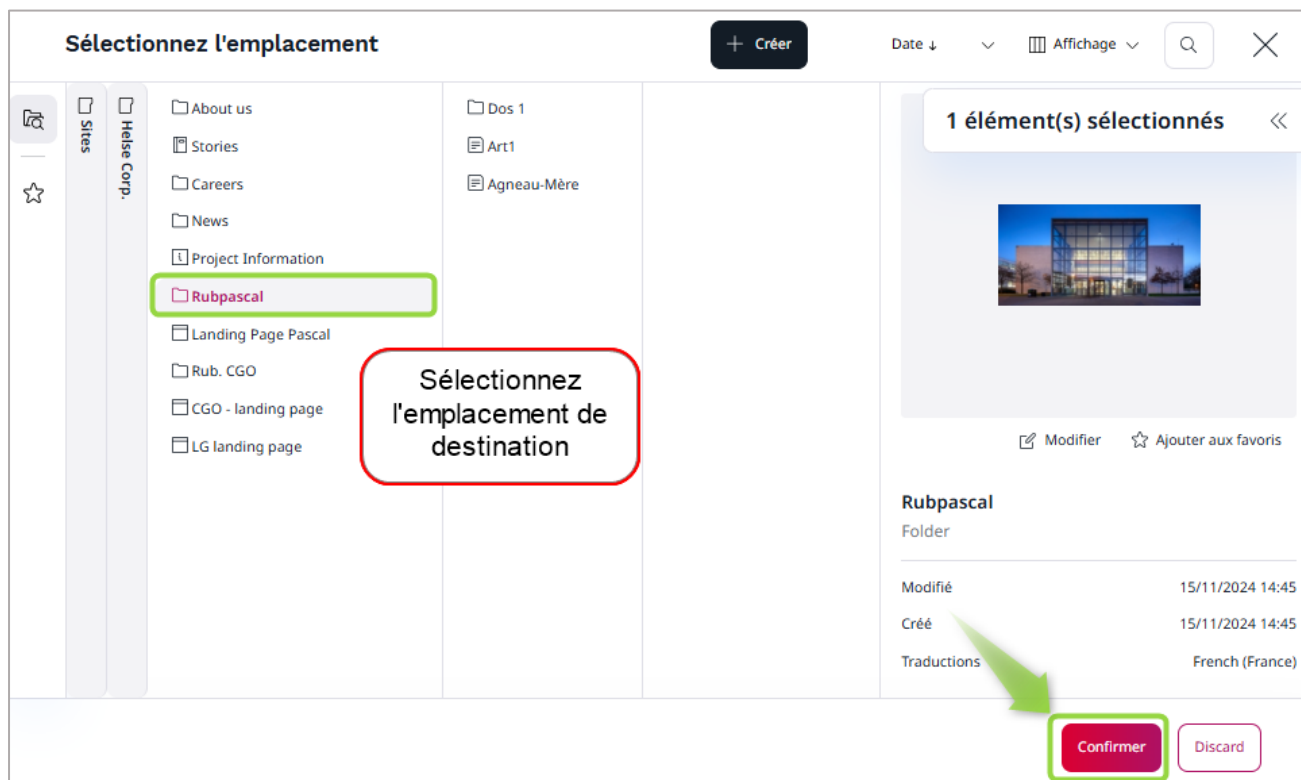 Sélectionnez l'emplacement
+ Créer
Date ↓
Affichage
Sites
Helse Corp.
About us
Stories
Careers
News
Project Information
Rubpascal
Landing Page Pascal
Rub. CGO
CGO - landing page
LG landing page
Dos 1
Art1
Agneau-Mère
Sélectionnez
l'emplacement de
destination
1 élément(s) sélectionnés
Modifier
Ajouter aux favoris
Rubpascal
Folder
Modifié 15/11/2024 14:45
Créé 15/11/2024 14:45
Traductions French (France)
Confirmer
Discard